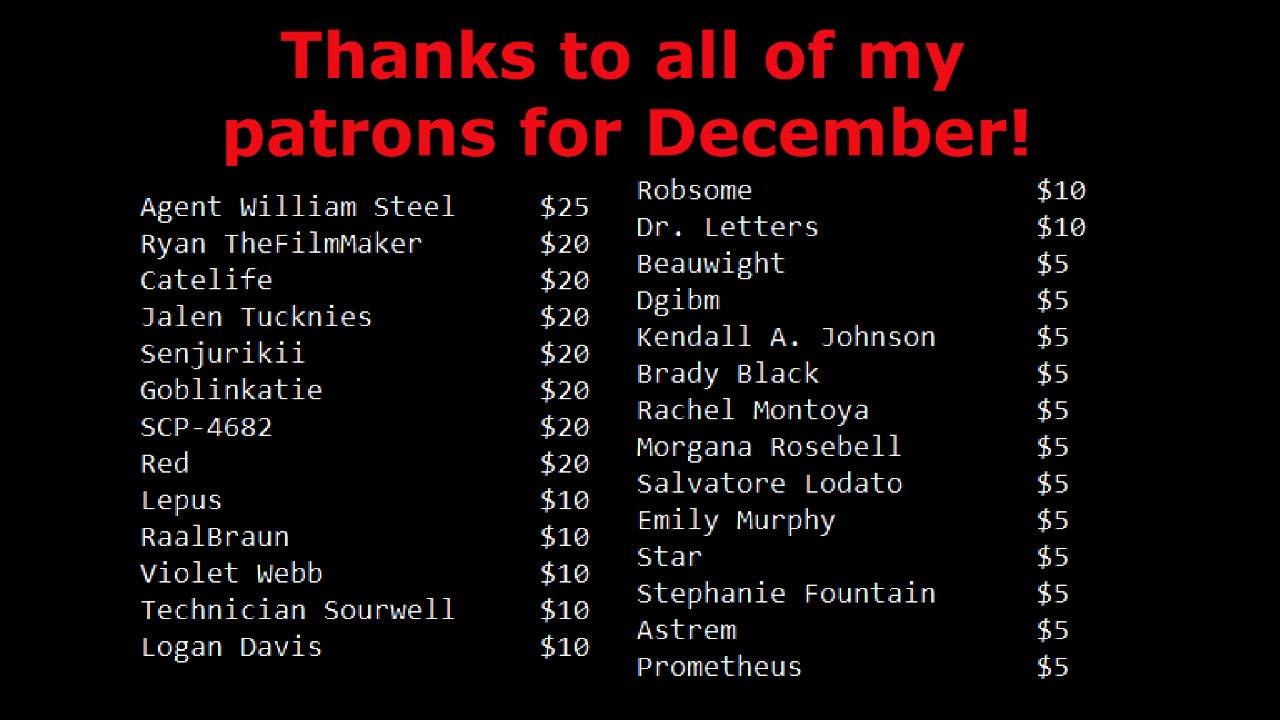 Thanks to all of my
patrons for December!
Agent William Steel $25
Ryan TheFilmMaker $20
Catelife $20
Jalen Tucknies $20
Senjurikii $20
Goblinkatie $20
SCP-4682 $20
Red $20
Lepus $10
RaalBraun $10
Violet Webb $10
Technician Sourwell $10
Logan Davis $10
Robsome $10
Dr. Letters $10
Beauwight $5
Dgibm $5
Kendall A. Johnson $5
Brady Black $5
Rachel Montoya $5
Morgana Rosebell $5
Salvatore Lodato $5
Emily Murphy $5
Star $5
Stephanie Fountain $5
Astrem $5
Prometheus $5